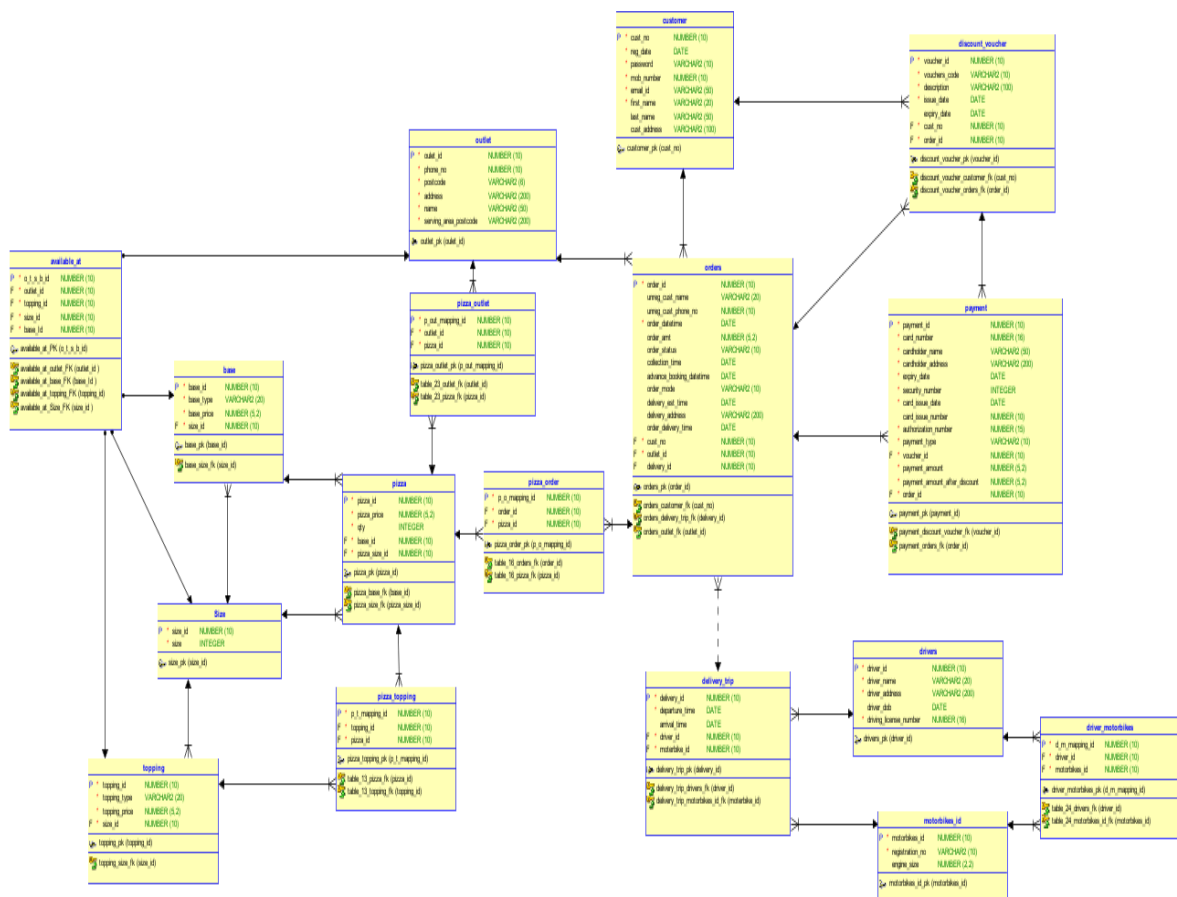 customer
P * cust_no NUMBER (10)
* reg_date DATE
* password VARCHAR2 (10)
* mob_number NUMBER (10)
* email_id VARCHAR2 (50)
* first_name VARCHAR2 (20)
last_name VARCHAR2 (50)
cust_address VARCHAR2 (100)
customer_pk (cust_no)
discount_voucher
P * voucher_id NUMBER (10)
* vouchers_code VARCHAR2 (10)
* description VARCHAR2 (100)
* issue_date DATE
expiry_date DATE
F * cust_no NUMBER (10)
F * order_id NUMBER (10)
discount_voucher_pk (voucher_id)
discount_voucher_customer_fk (cust_no)
discount_voucher_orders_fk (order_id)
outlet
P * oulet_id NUMBER (10)
* phone_no NUMBER (10)
* postcode VARCHAR2 (8)
* address VARCHAR2 (200)
* name VARCHAR2 (50)
* serving_area_postcode VARCHAR2 (200)
outlet_pk (oulet_id)
available_at
P * o_t_s_b_id NUMBER (10)
F * outlet_id NUMBER (10)
F * topping_id NUMBER (10)
F * size_id NUMBER (10)
F * base_Id NUMBER (10)
available_at_PK (o_t_s_b_id)
available_at_outlet_FK (outlet_id )
available_at_base_FK (base_Id )
available_at_topping_FK (topping_id)
available_at_Size_FK (size_id )
orders
P * order_id NUMBER (10)
unreg_cust_name VARCHAR2 (20)
unreg_cust_phone_no NUMBER (10)
* order_datetime DATE
* order_amt NUMBER (5,2)
order_status VARCHAR2 (10)
collection_time DATE
advance_booking_datetime DATE
* order_mode VARCHAR2 (10)
delivery_est_time DATE
delivery_address VARCHAR2 (200)
order_delivery_time DATE
F * cust_no NUMBER (10)
F * outlet_id NUMBER (10)
F delivery_id NUMBER (10)
orders_pk (order_id)
orders_customer_fk (cust_no)
orders_delivery_trip_fk (delivery_id)
orders_outlet_fk (outlet_id)
pizza_outlet
P * p_out_mapping_id NUMBER (10)
F * outlet_id NUMBER (10)
F * pizza_id NUMBER (10)
pizza_outlet_pk (p_out_mapping_id)
table_23_outlet_fk (outlet_id)
table_23_pizza_fk (pizza_id)
payment
P * payment_id NUMBER (10)
* card_number NUMBER (16)
* cardholder_name VARCHAR2 (50)
* cardholder_address VARCHAR2 (200)
* expiry_date DATE
* security_number INTEGER
* card_issue_date DATE
card_issue_number NUMBER (10)
* authorization_number NUMBER (15)
* payment_type VARCHAR2 (10)
F * voucher_id NUMBER (10)
* payment_amount NUMBER (5,2)
* payment_amount_after_discount NUMBER (5,2)
F * order_id NUMBER (10)
payment_pk (payment_id)
payment_discount_voucher_fk (voucher_id)
payment_orders_fk (order_id)
base
P * base_id NUMBER (10)
* base_type VARCHAR2 (20)
* base_price NUMBER (5,2)
F * size_id NUMBER (10)
base_pk (base_id)
base_size_fk (size_id)
pizza
P * pizza_id NUMBER (10)
* pizza_price NUMBER (5,2)
* qty INTEGER
F * base_id NUMBER (10)
F * pizza_size_id NUMBER (10)
pizza_pk (pizza_id)
pizza_base_fk (base_id)
pizza_size_fk (pizza_size_id)
pizza_order
P * p_o_mapping_id NUMBER (10)
F * order_id NUMBER (10)
F * pizza_id NUMBER (10)
pizza_order_pk (p_o_mapping_id)
table_16_orders_fk (order_id)
table_16_pizza_fk (pizza_id)
Size
P * size_id NUMBER (10)
* size INTEGER
size_pk (size_id)
pizza_topping
P * p_t_mapping_id NUMBER (10)
F * topping_id NUMBER (10)
F * pizza_id NUMBER (10)
pizza_topping_pk (p_t_mapping_id)
table_13_pizza_fk (pizza_id)
table_13_topping_fk (topping_id)
topping
P * topping_id NUMBER (10)
* topping_type VARCHAR2 (20)
* topping_price NUMBER (5,2)
F * size_id NUMBER (10)
topping_pk (topping_id)
topping_size_fk (size_id)
delivery_trip
P * delivery_id NUMBER (10)
* departure_time DATE
arrival_time DATE
F * driver_id NUMBER (10)
F * moterbike_id NUMBER (10)
delivery_trip_pk (delivery_id)
delivery_trip_drivers_fk (driver_id)
delivery_trip_motorbikes_id_fk (moterbike_id)
drivers
P * driver_id NUMBER (10)
* driver_name VARCHAR2 (20)
* driver_address VARCHAR2 (200)
driver_dob DATE
* driving_license_number NUMBER (16)
drivers_pk (driver_id)
driver_motorbikes
P * d_m_mapping_id NUMBER (10)
F * driver_id NUMBER (10)
F * motorbikes_id NUMBER (10)
driver_motorbikes_pk (d_m_mapping_id)
table_24_drivers_fk (driver_id)
table_24_motorbikes_id_fk (motorbikes_id)
motorbikes_id
P * motorbikes_id NUMBER (10)
* registration_no VARCHAR2 (10)
engine_size NUMBER (2,2)
motorbikes_id_pk (motorbikes_id)